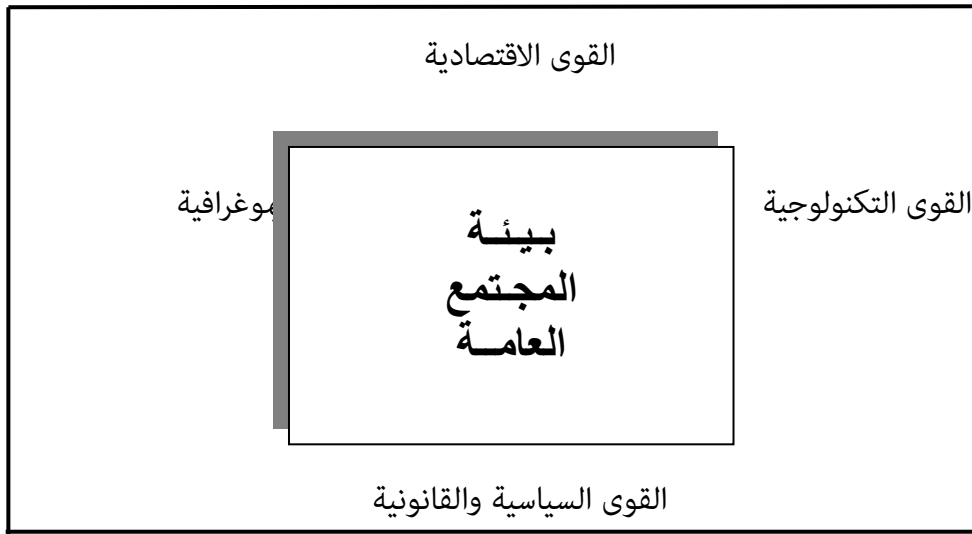 القوى الاقتصادية
القوى التكنولوجية
بيئة
المجتمع
العامة
القوى السياسية والقانونية